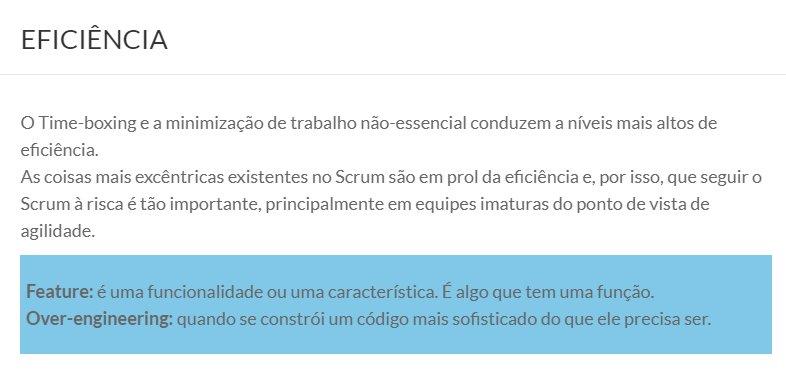 EFICIÊNCIA
O Time-boxing e a minimização de trabalho não-essencial conduzem a níveis mais altos de
eficiência.
As coisas mais excêntricas existentes no Scrum são em prol da eficiência e, por isso, que seguir o
Scrum à risca é tão importante, principalmente em equipes imaturas do ponto de vista de
agilidade.
Feature: é uma funcionalidade ou uma característica. É algo que tem uma função.
Over-engineering: quando se constrói um código mais sofisticado do que ele precisa ser.